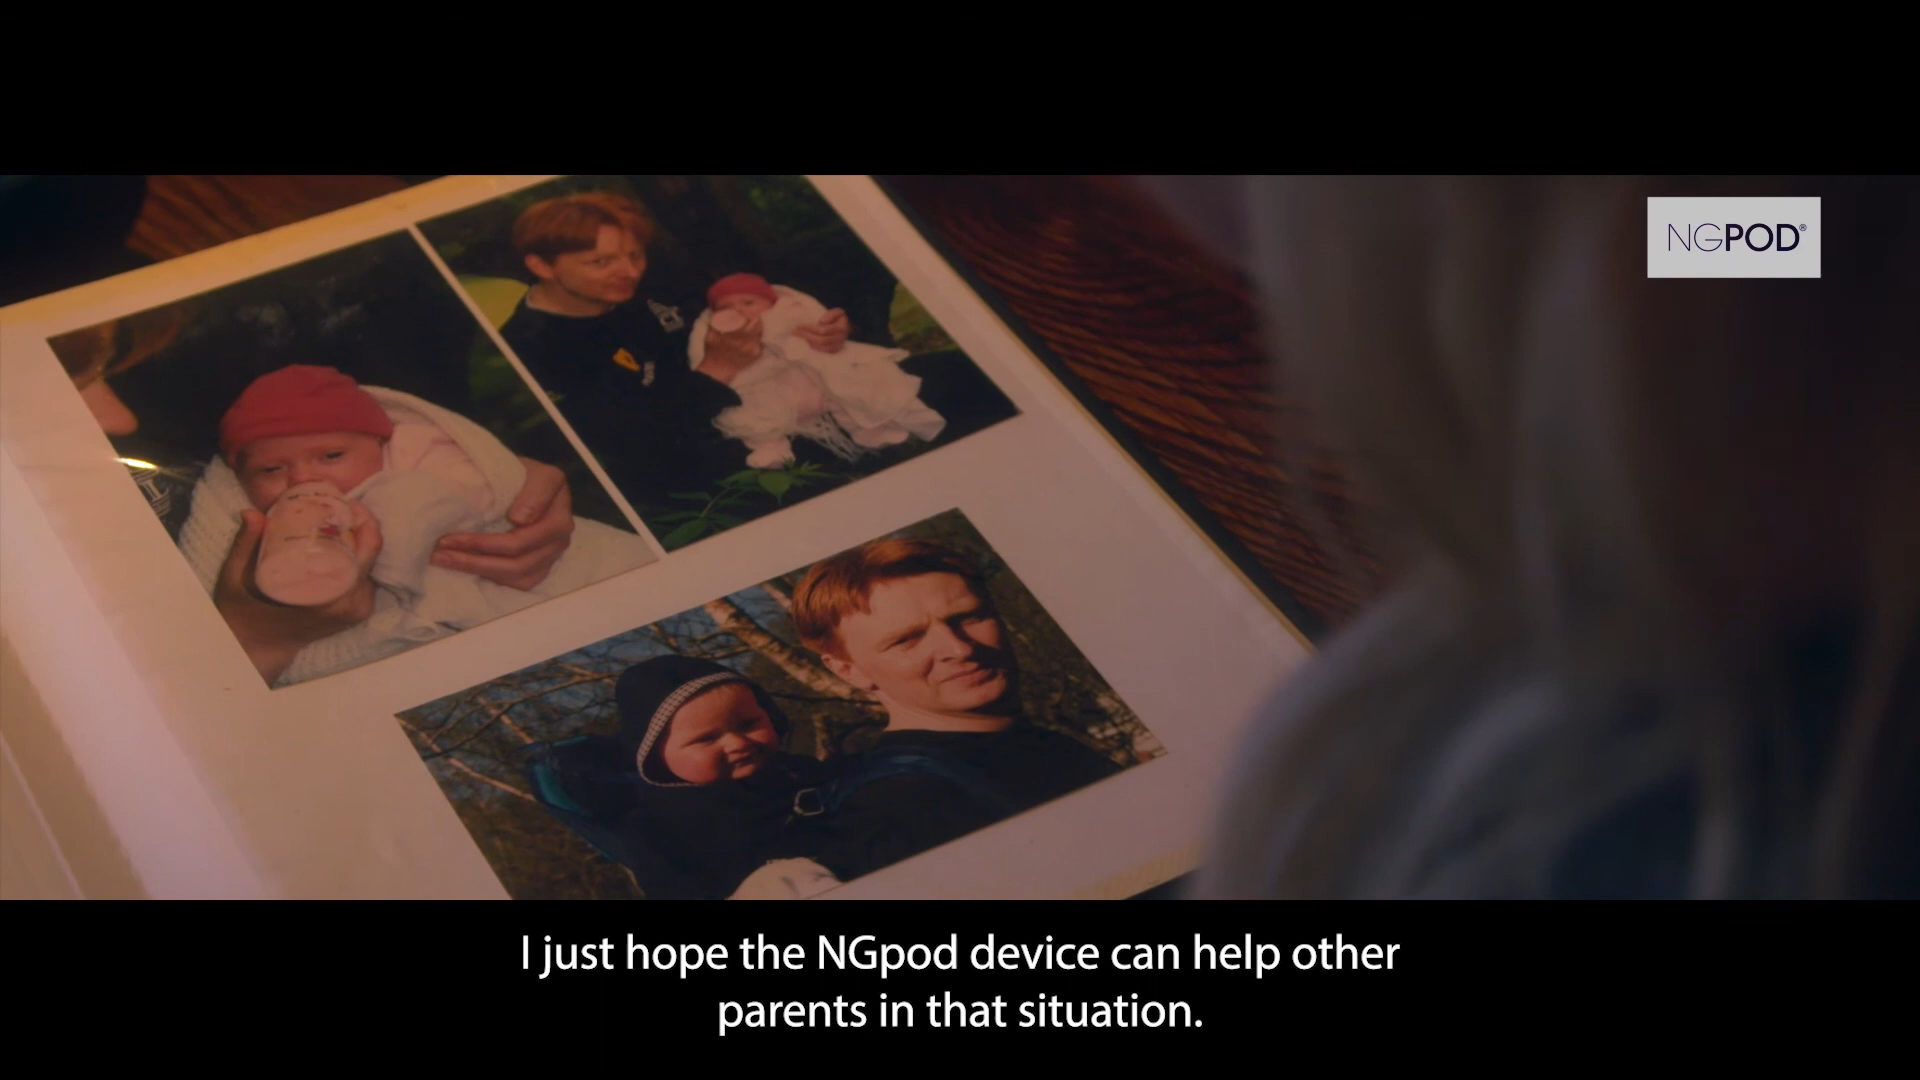 NGPOD®
I just hope the NGpod device can help other
parents in that situation.